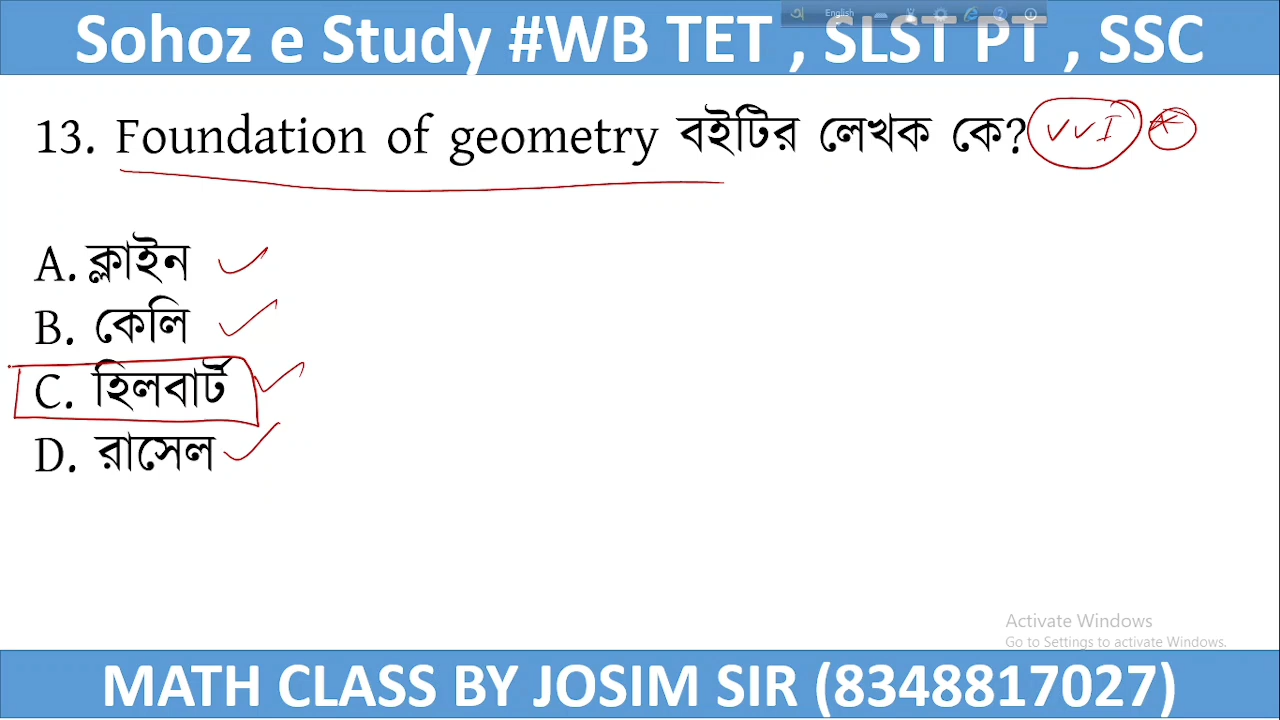 Sohoz e Study #WB TET , SLST PT , SSC
English
13. Foundation of geometry বইটির লেখক কে? VVI
A. ক্লাইন
B. কেলি
C. হিলবার্ট
D. রাসেল
Activate Windows
Go to Settings to activate Windows.
MATH CLASS BY JOSIM SIR (8348817027)